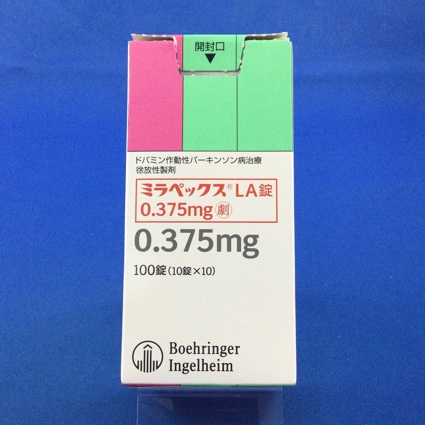 開封口
▼
ドパミン作動性パーキンソン病治療
徐放性製剤
ミラペックス®LA錠
0.375mg 劇
0.375mg
100錠(10錠×10)
Boehringer
Ingelheim